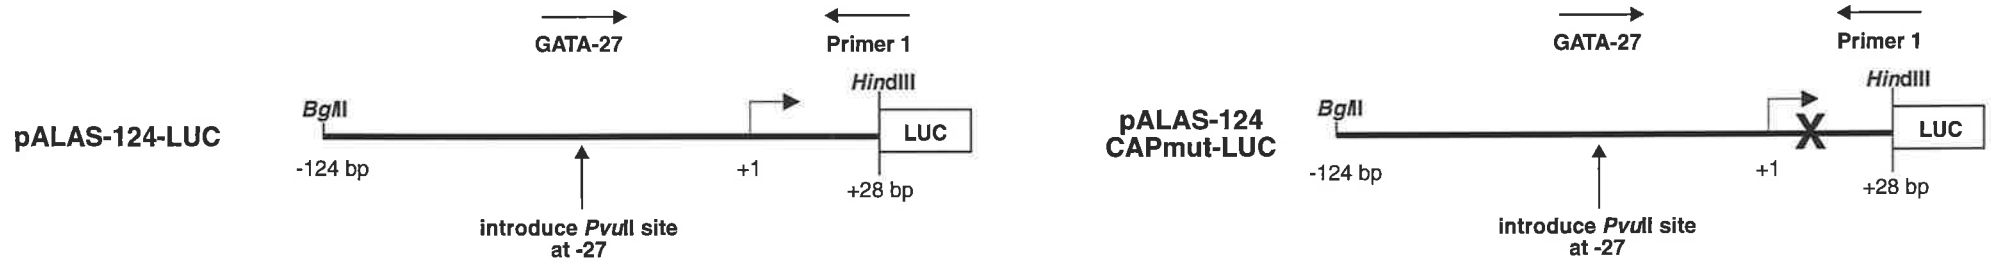 GATA-27
Primer 1
HindIII
BglII
pALAS-124-LUC
LUC
-124 bp
+1
+28 bp
introduce PvuII site
at -27
GATA-27
Primer 1
HindIII
BglII
pALAS-124
CAPmut-LUC
X
LUC
-124 bp
+1
+28 bp
introduce PvuII site
at -27